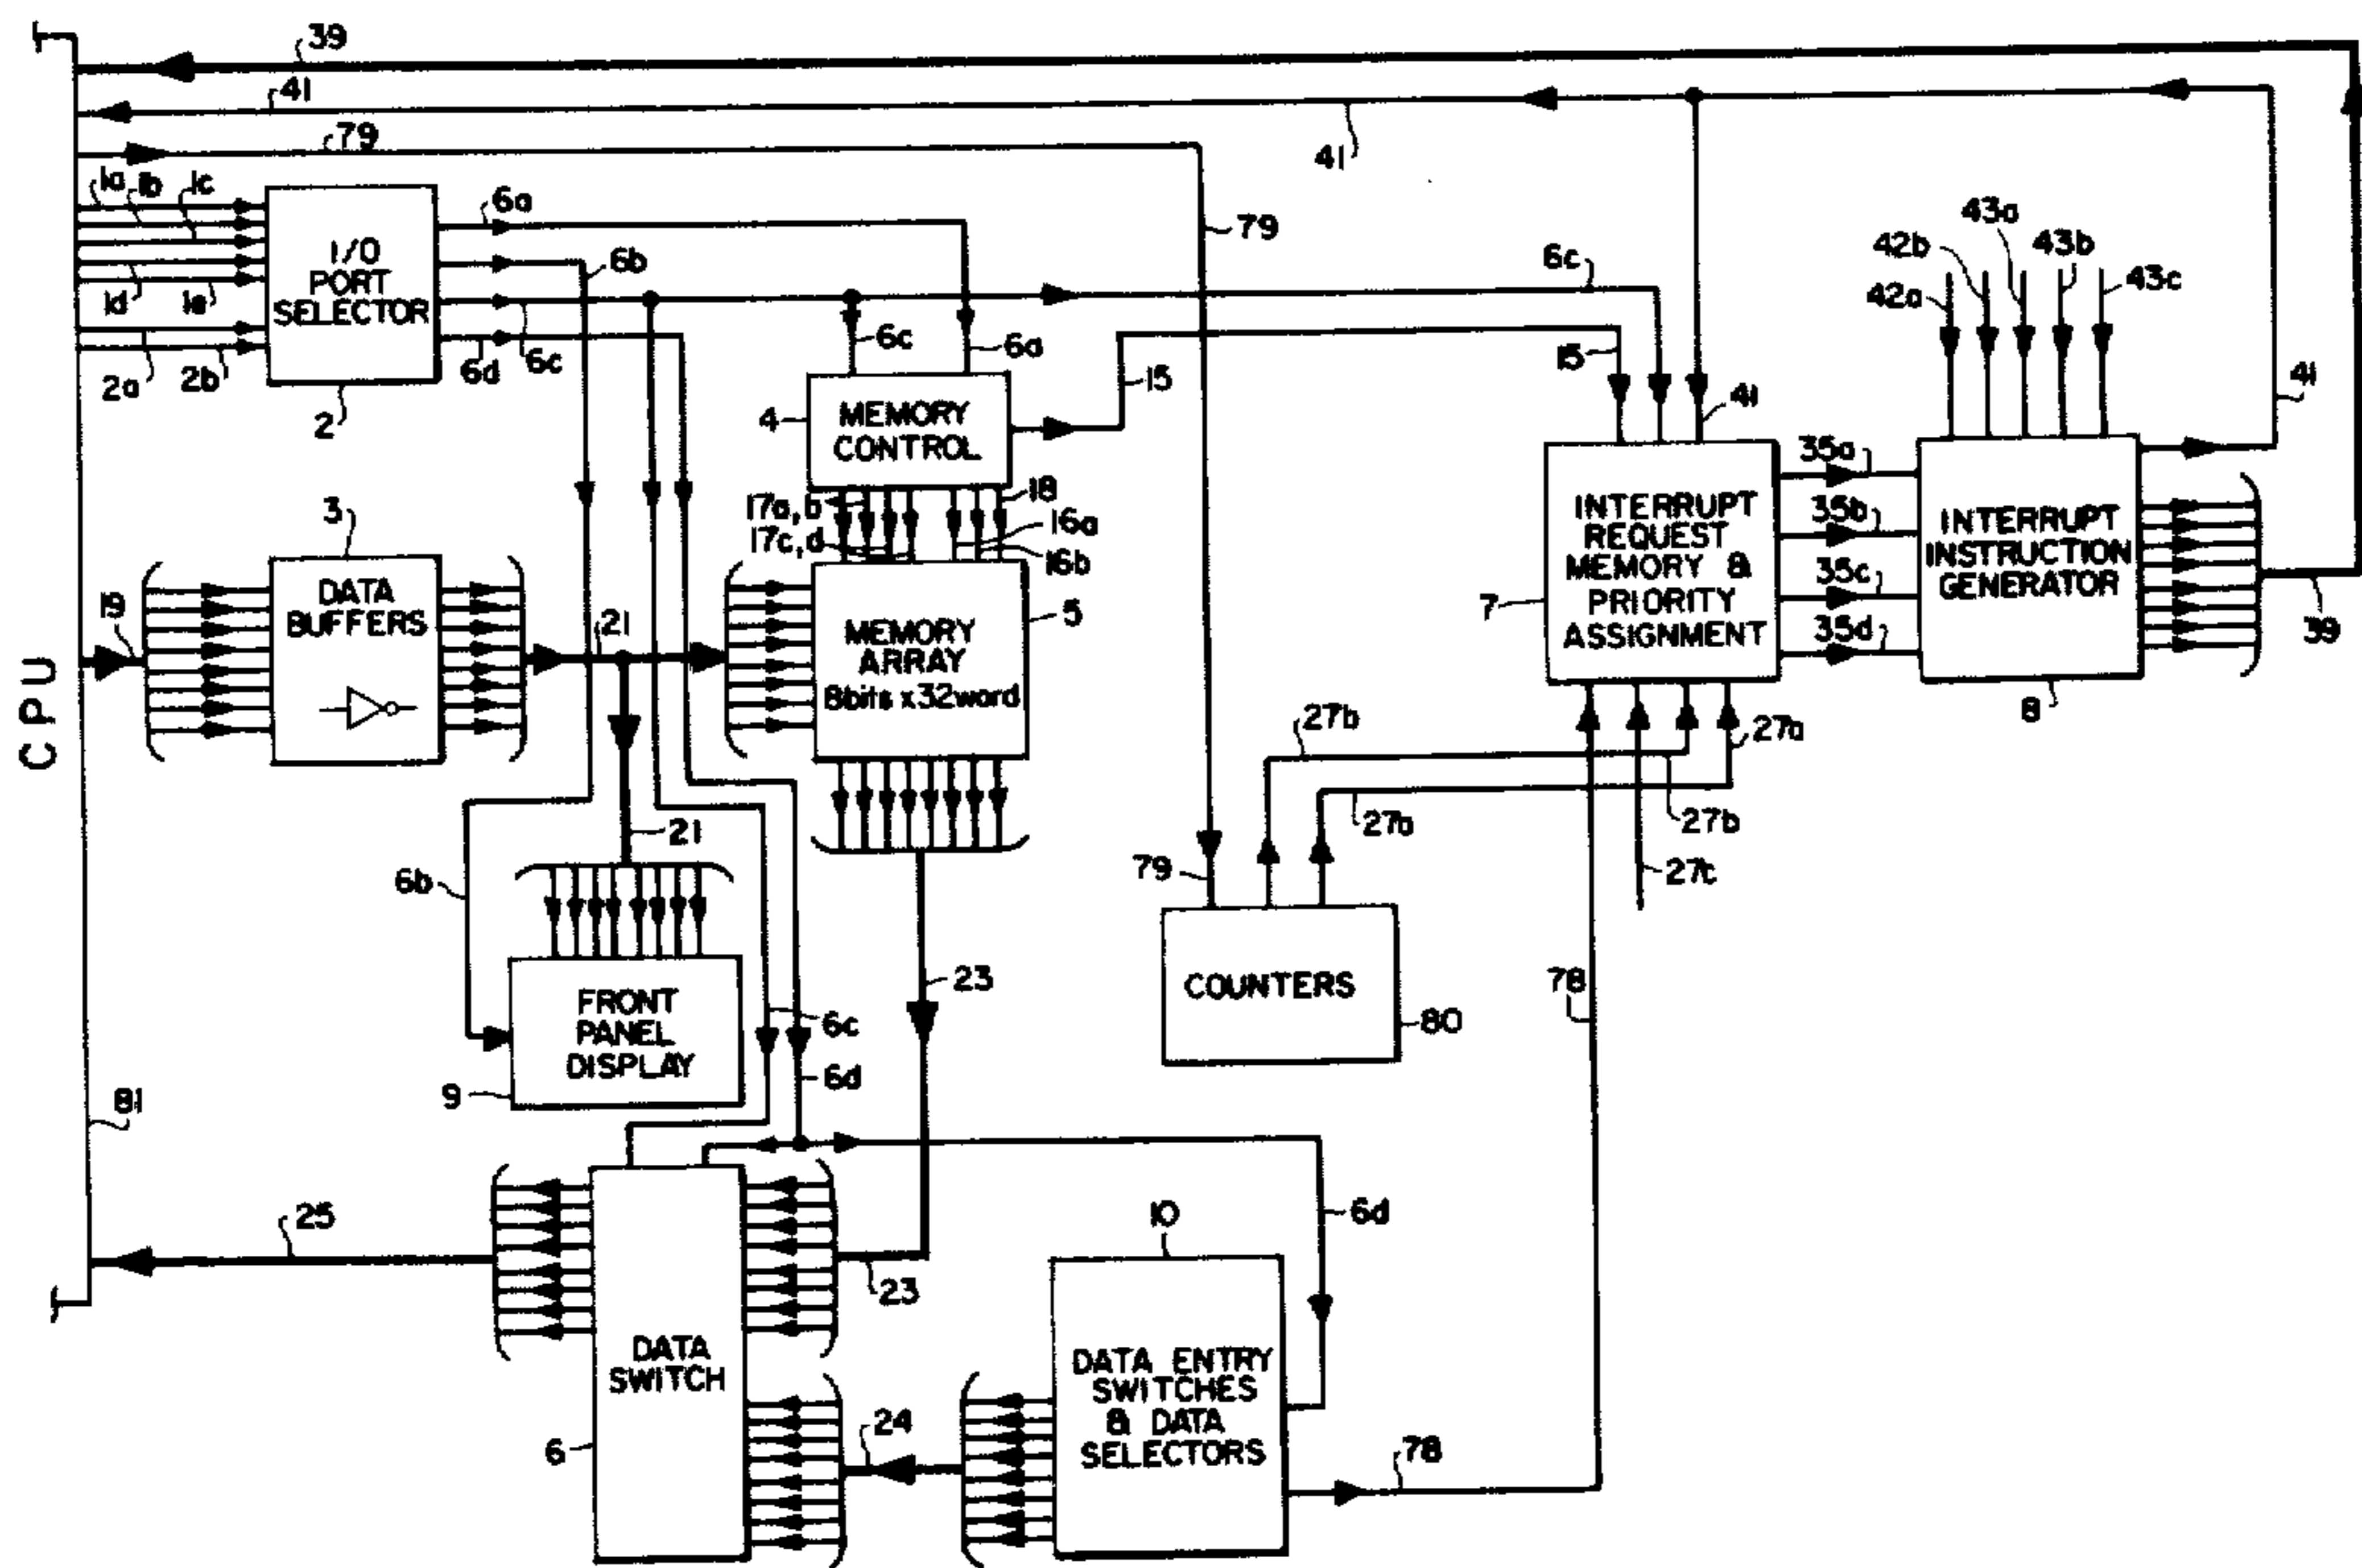 39
41
79
41
1a
1b
1c
1d
1e
2a
2b
I/O
PORT
SELECTOR
2
6a
6b
6c
6d
6c
6a
79
6c
15
15
41
42a
42b
43a
43b
43c
41
4
MEMORY
CONTROL
17a, b
17c, d
18
16a
16b
3
DATA
BUFFERS
19
21
MEMORY
ARRAY
8bits x32word
5
7
INTERRUPT
REQUEST
MEMORY &
PRIORITY
ASSIGNMENT
35a
35b
35c
35d
INTERRUPT
INSTRUCTION
GENERATOR
8
39
CPU
27b
27a
27a
27b
27c
21
6b
79
COUNTERS
80
23
FRONT
PANEL
DISPLAY
9
6c
6d
78
81
25
23
6d
10
DATA
SWITCH
6
24
DATA ENTRY
SWITCHES
& DATA
SELECTORS
78